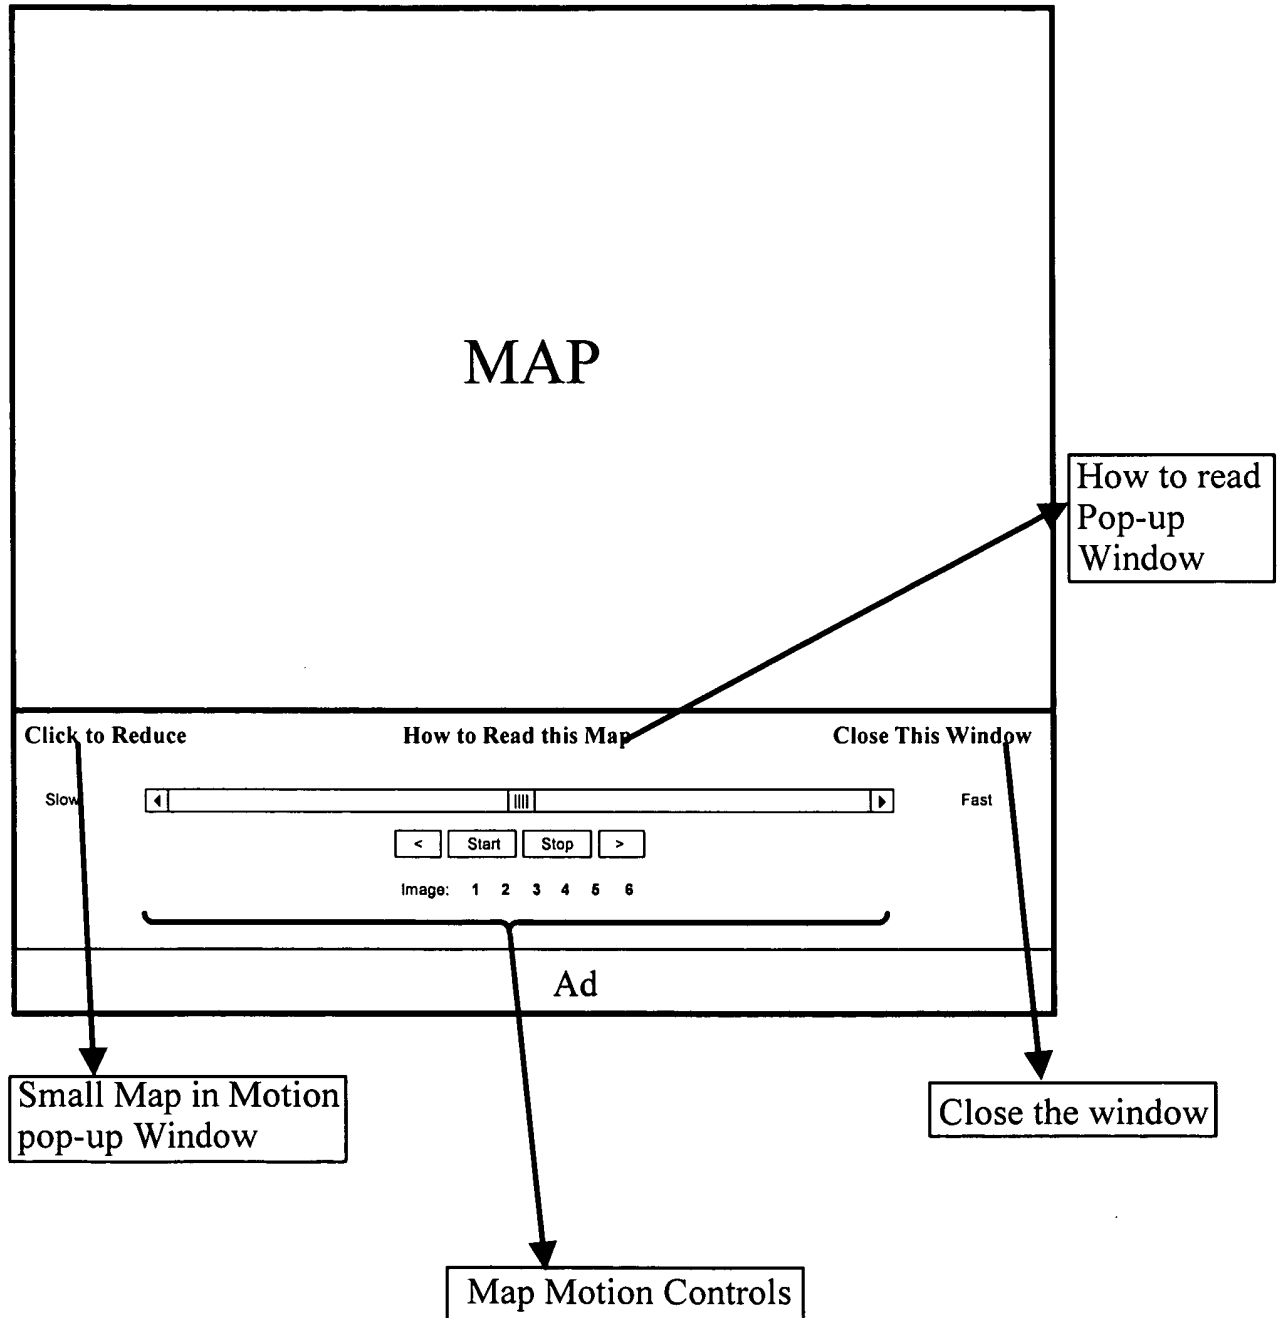 MAP
How to read
Pop-up
Window
Click to Reduce How to Read this Map Close This Window
Slow Fast
< Start Stop >
Image: 1 2 3 4 5 6
Ad
Small Map in Motion
pop-up Window
Close the window
Map Motion Controls